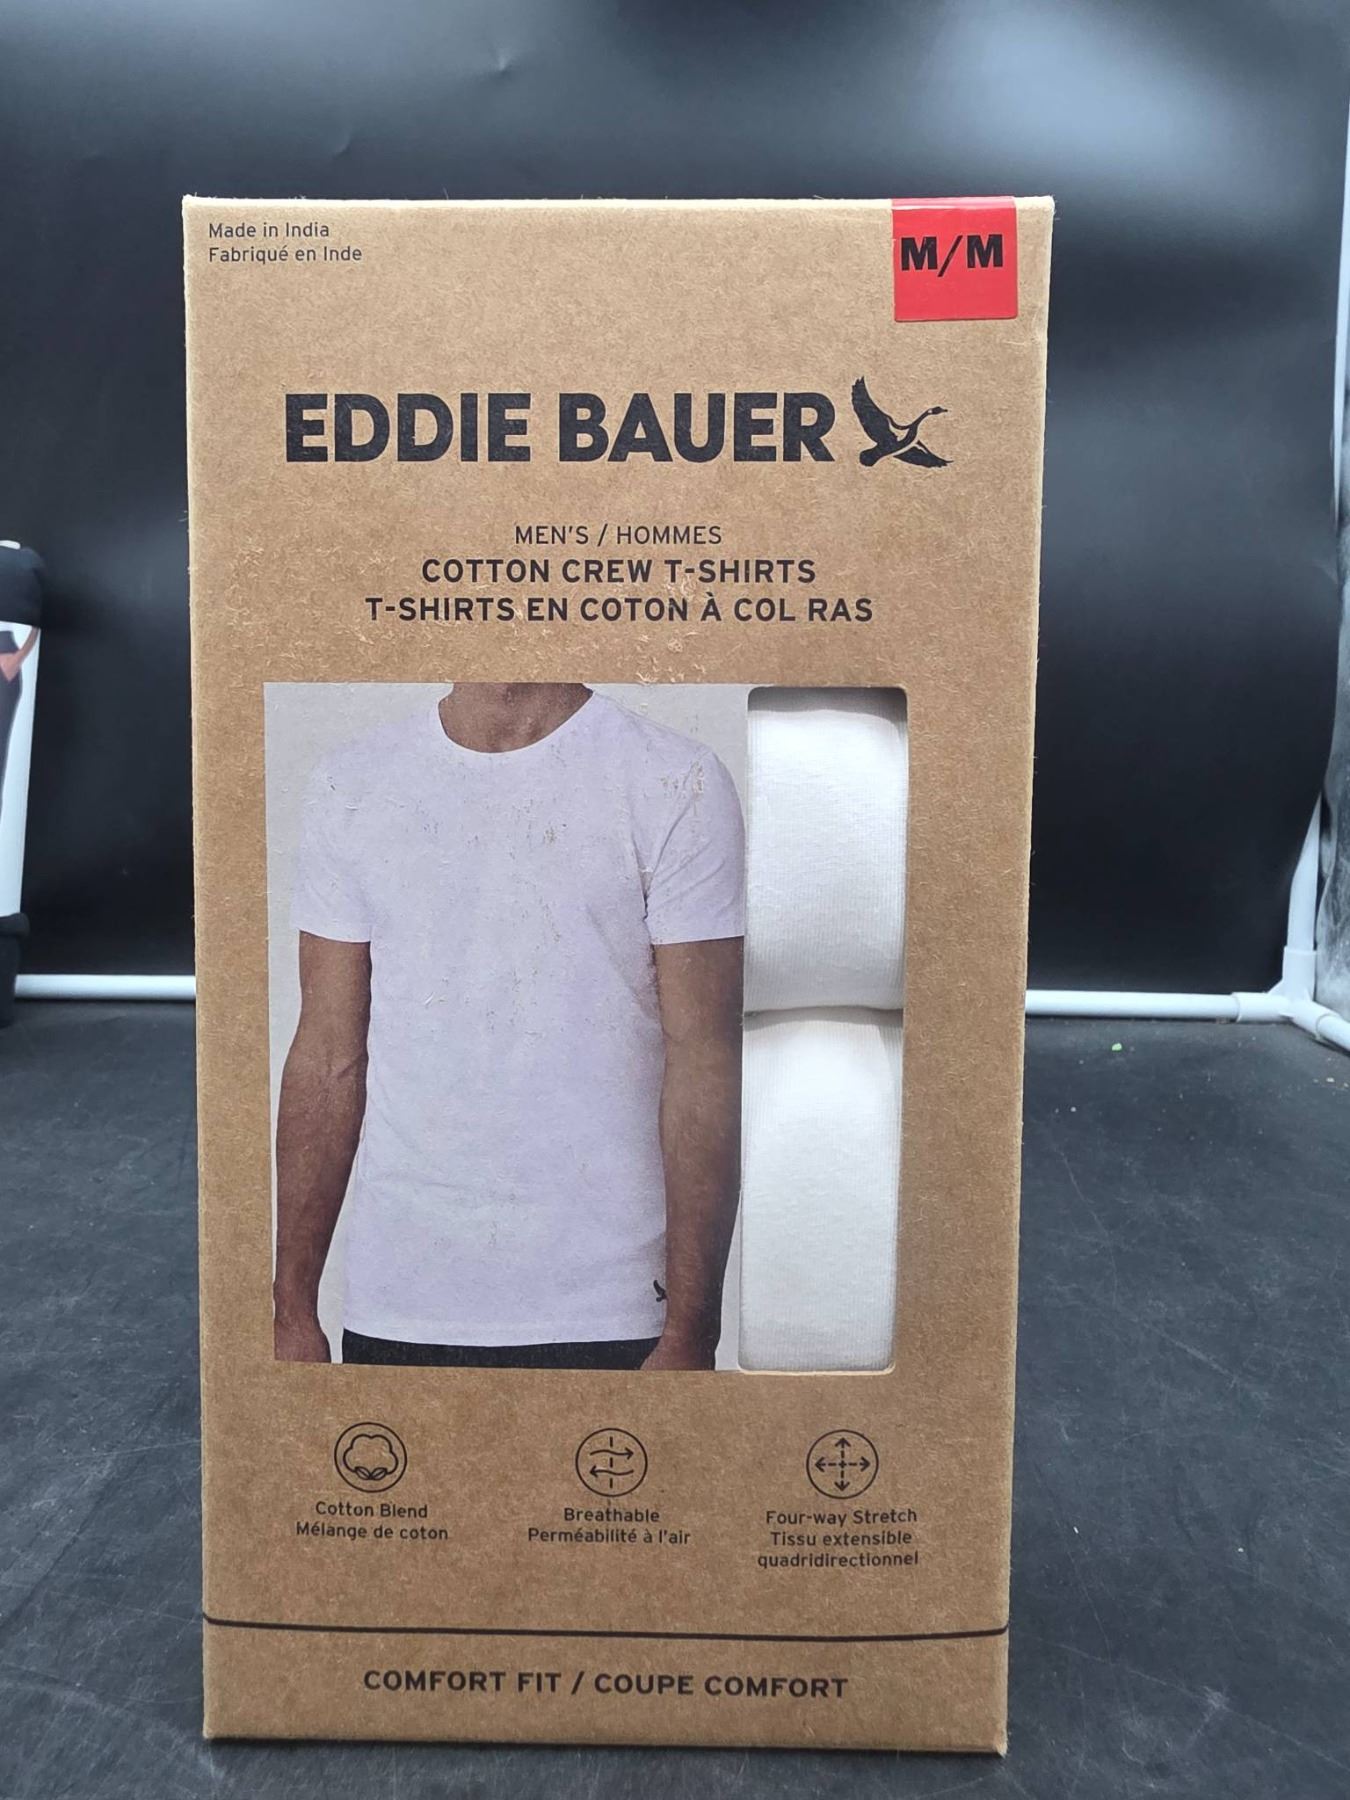 Made in India
Fabriqué en Inde
M/M
EDDIE BAUER
MEN'S / HOMMES
COTTON CREW T-SHIRTS
T-SHIRTS EN COTON À COL RAS
Cotton Blend
Mélange de coton
Breathable
Perméabilité à l'air
Four-way Stretch
Tissu extensible
quadridirectionnel
COMFORT FIT / COUPE COMFORT